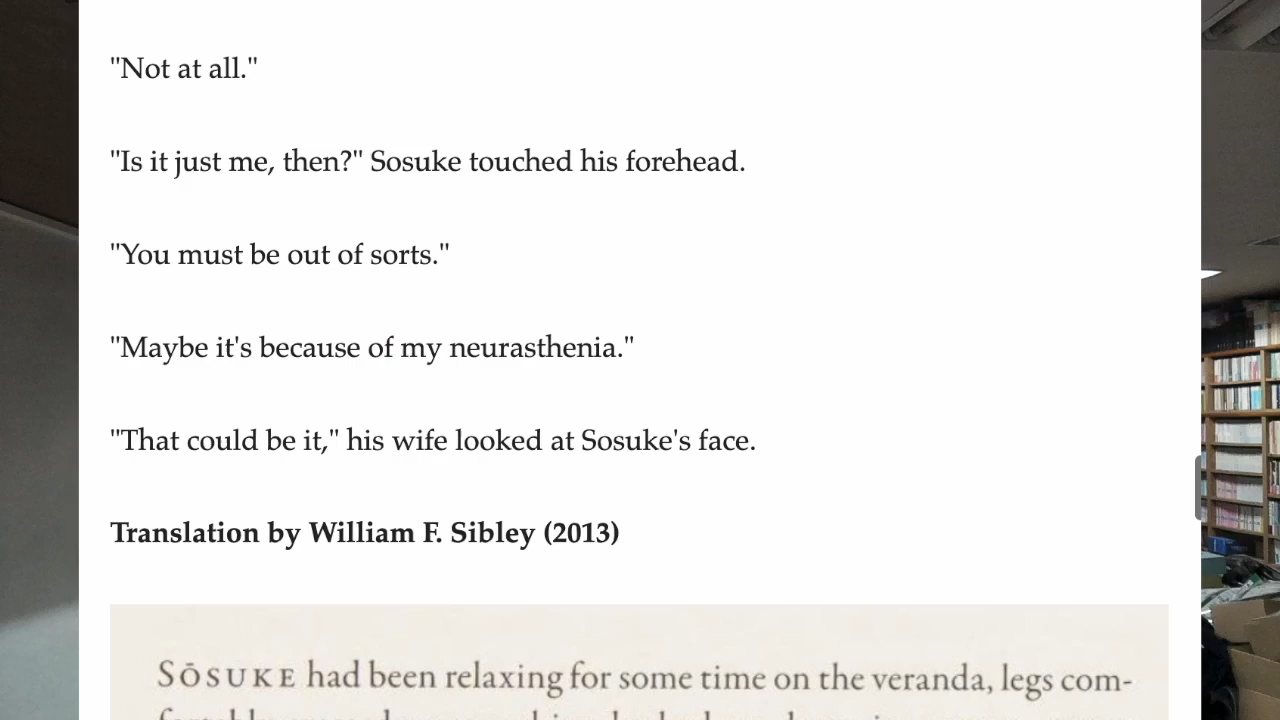 "Not at all."
"Is it just me, then?" Sosuke touched his forehead.
"You must be out of sorts."
"Maybe it's because of my neurasthenia."
"That could be it," his wife looked at Sosuke's face.
Translation by William F. Sibley (2013)
SŌSUKE had been relaxing for some time on the veranda, legs com-